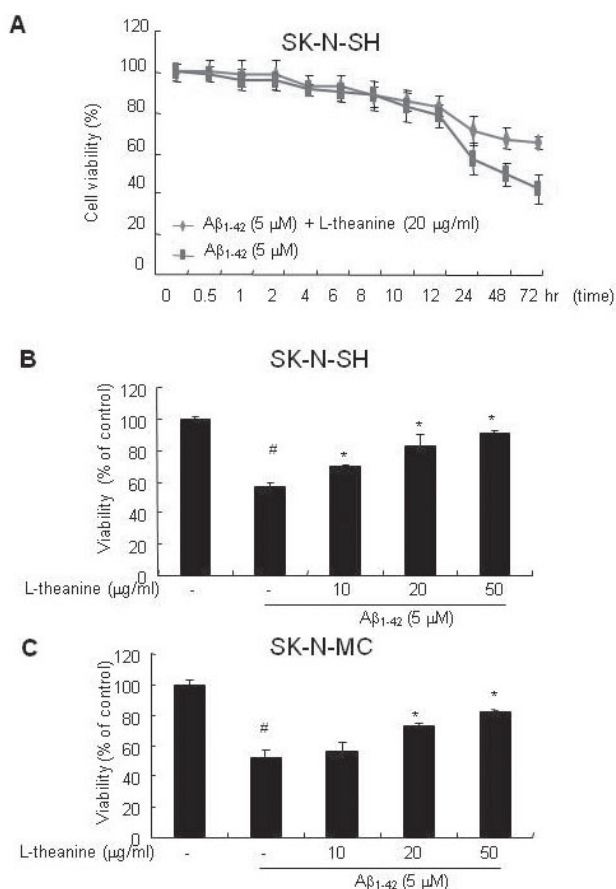 A
SK-N-SH
Cell viability (%)
120
100
80
60
40
20
0
Aβ1-42 (5 μM) + L-theanine (20 μg/ml)
Aβ1-42 (5 μM)
0 0.5 1 2 4 6 8 10 12 24 48 72 hr (time)
B
SK-N-SH
Viability (% of control)
120
100
80
60
40
20
0
# * * *
L-theanine (μg/ml) - - 10 20 50
Aβ1-42 (5 μM)
C
SK-N-MC
Viability (% of control)
120
100
80
60
40
20
0
# * *
L-theanine (μg/ml) - - 10 20 50
Aβ1-42 (5 μM)